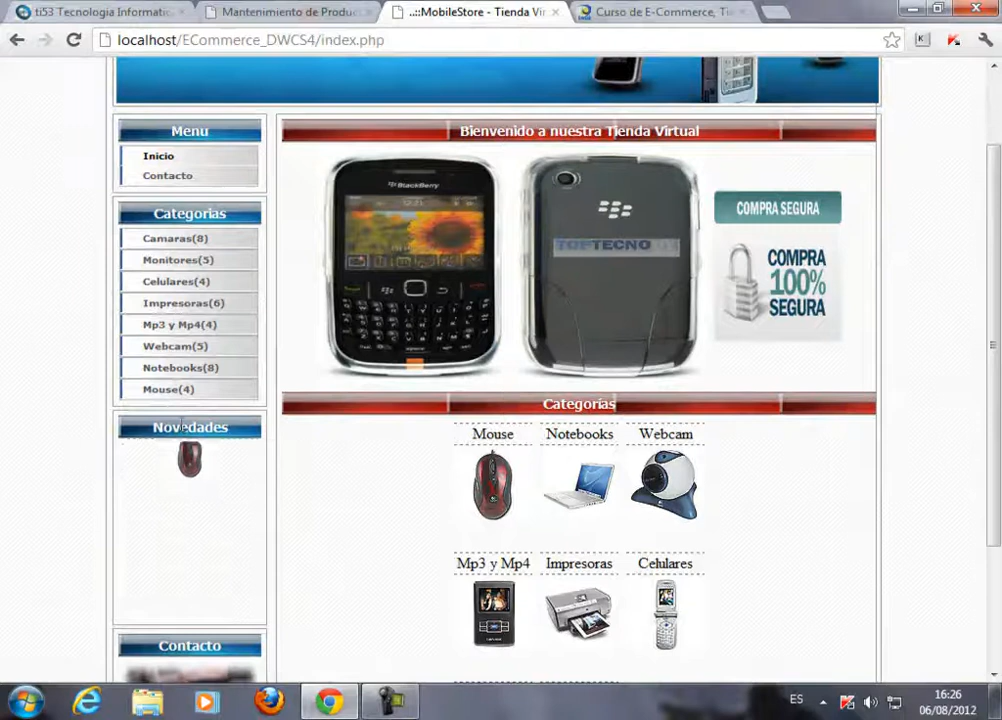 ti53 Tecnologia Informatic
Mantenimiento de Produc
..::MobileStore - Tienda Vir
Curso de E-Commerce, Tie
localhost/ECommerce_DWCS4/index.php
Menu
Inicio
Contacto
Categorias
Camaras(8)
Monitores(5)
Celulares(4)
Impresoras(6)
Mp3 y Mp4(4)
Webcam(5)
Notebooks(8)
Mouse(4)
Novedades
Contacto
Bienvenido a nuestra Tienda Virtual
BlackBerry
TOPTECNO
COMPRA SEGURA
COMPRA
100%
SEGURA
Categorias
Mouse
Notebooks
Webcam
Mp3 y Mp4
Impresoras
Celulares
ES
16:26
06/08/2012